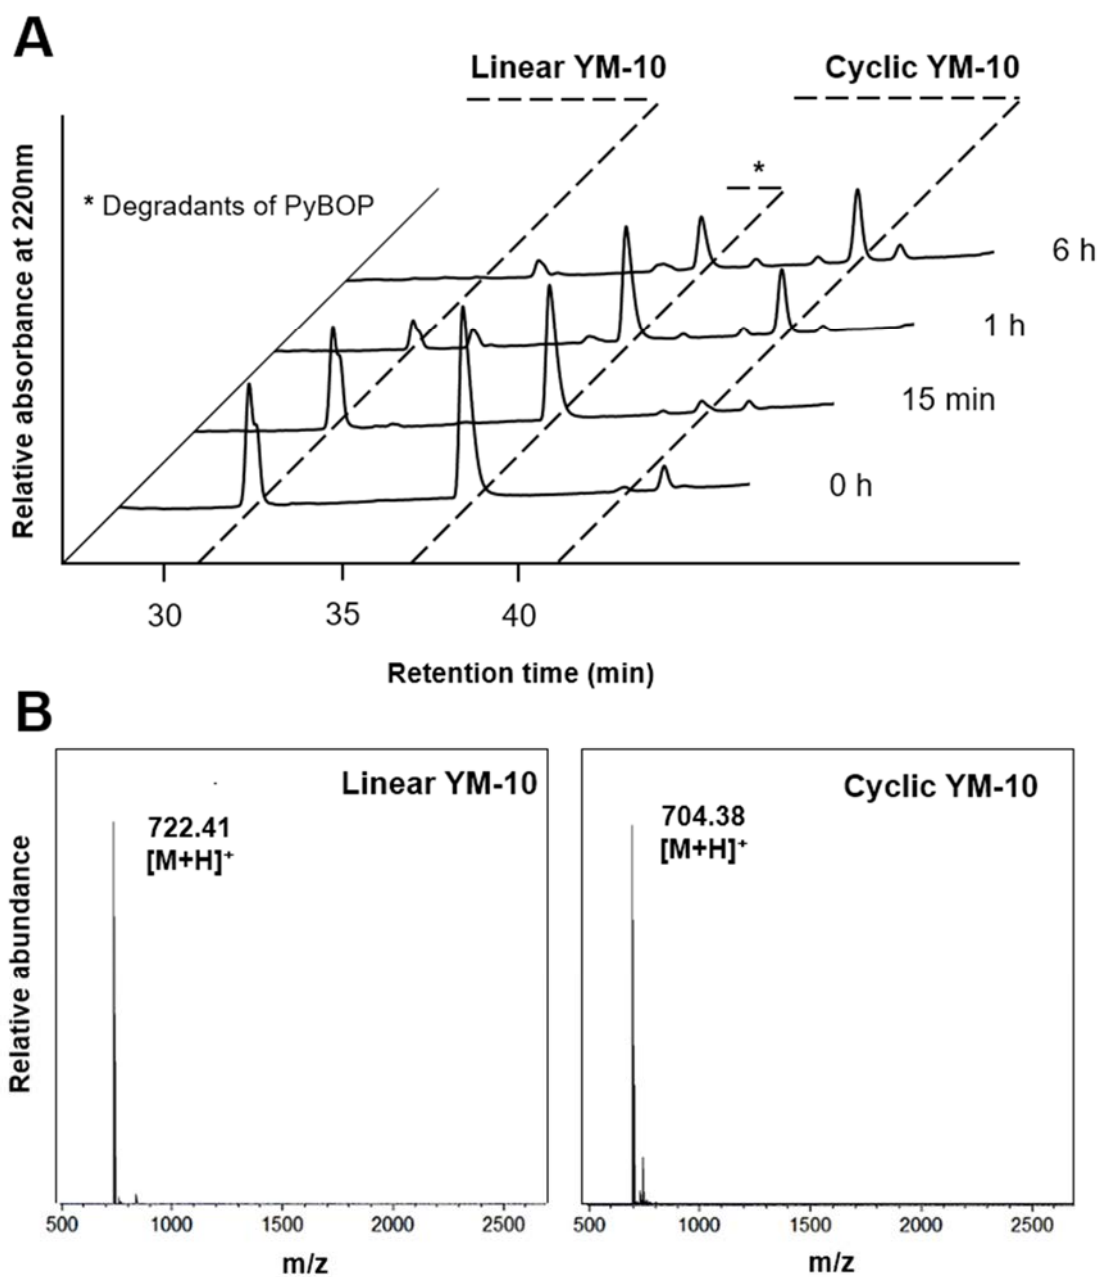 A
Linear YM-10
Cyclic YM-10
*
* Degradants of PyBOP
Relative absorbance at 220nm
6 h
1 h
15 min
0 h
30 35 40
Retention time (min)
B
Linear YM-10
722.41
[M+H]⁺
Cyclic YM-10
704.38
[M+H]⁺
Relative abundance
500 1000 1500 2000 2500
500 1000 1500 2000 2500
m/z
m/z